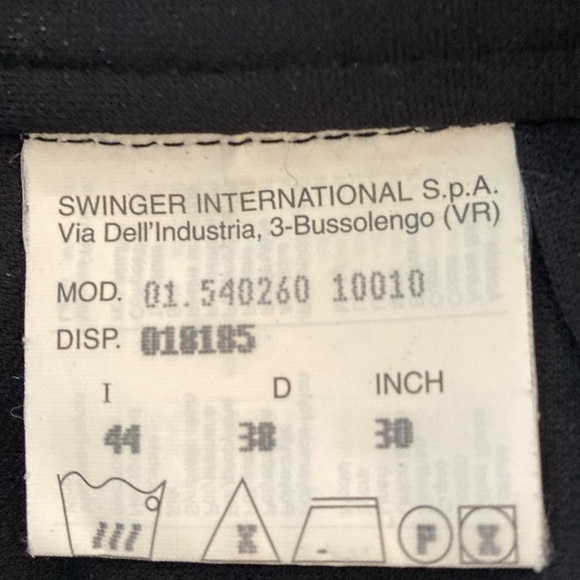 SWINGER INTERNATIONAL S.p.A.
Via Dell'Industria, 3-Bussolengo (VR)
MOD. 01.540260 10010
DISP. 018185
I D INCH
44 38 30
P X